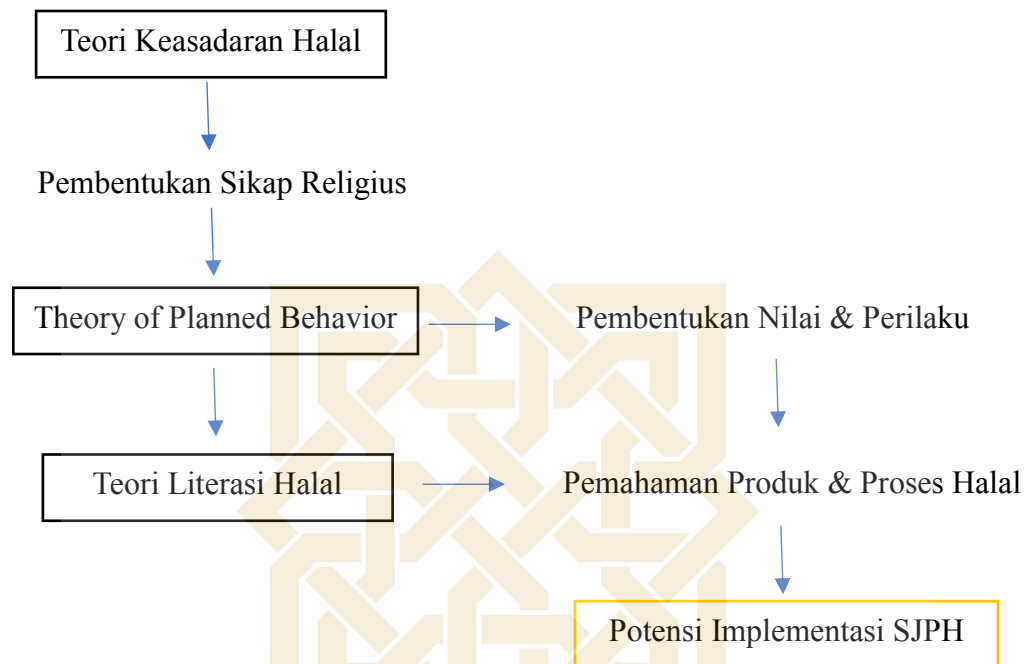 Teori Keasadaran Halal
Pembentukan Sikap Religius
Theory of Planned Behavior
Pembentukan Nilai & Perilaku
Teori Literasi Halal
Pemahaman Produk & Proses Halal
Potensi Implementasi SJPH